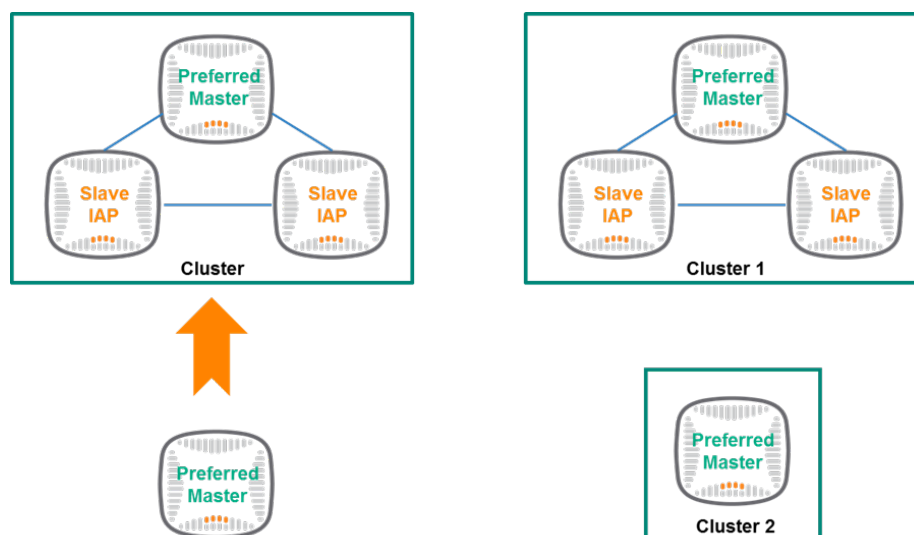 Preferred
Master
Slave
IAP
Slave
IAP
Cluster
Preferred
Master
Preferred
Master
Slave
IAP
Slave
IAP
Cluster 1
Preferred
Master
Cluster 2